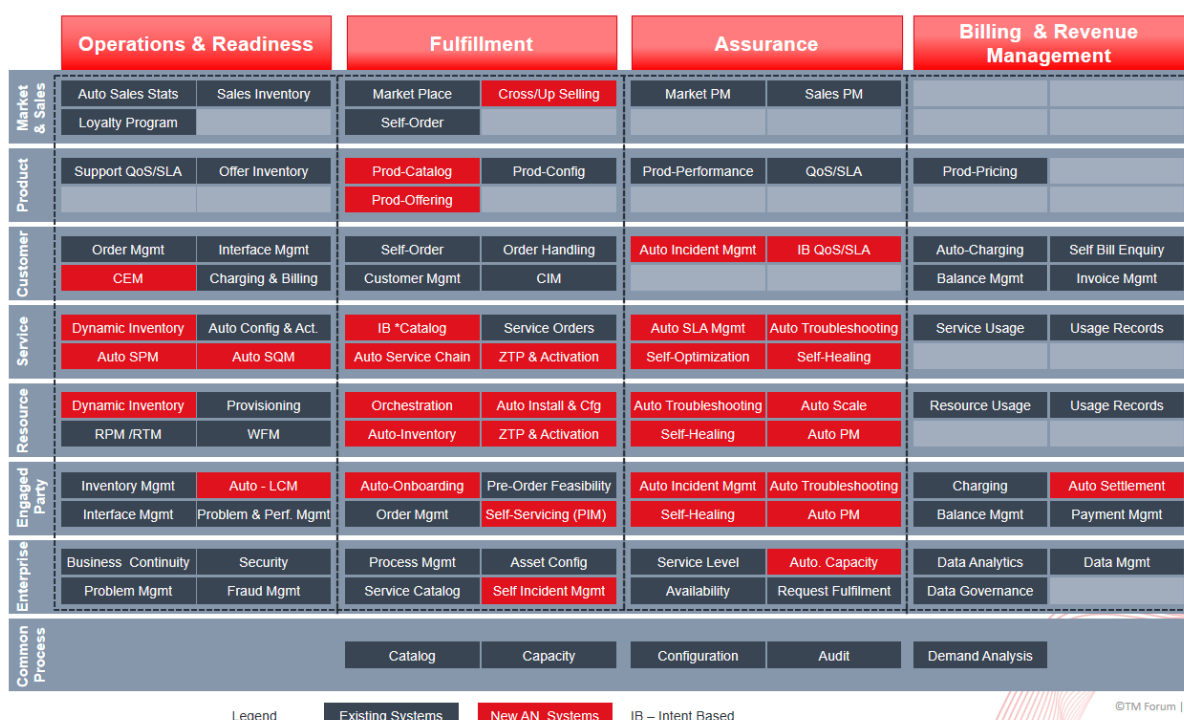 Operations & Readiness
Fulfillment
Assurance
Billing & Revenue
Management
Market
& Sales
Auto Sales Stats
Sales Inventory
Market Place
Cross/Up Selling
Market PM
Sales PM
Loyalty Program
Self-Order
Product
Support QoS/SLA
Offer Inventory
Prod-Catalog
Prod-Config
Prod-Performance
QoS/SLA
Prod-Pricing
Prod-Offering
Customer
Order Mgmt
Interface Mgmt
Self-Order
Order Handling
Auto Incident Mgmt
IB QoS/SLA
Auto-Charging
Self Bill Enquiry
CEM
Charging & Billing
Customer Mgmt
CIM
Balance Mgmt
Invoice Mgmt
Service
Dynamic Inventory
Auto Config & Act.
IB *Catalog
Service Orders
Auto SLA Mgmt
Auto Troubleshooting
Service Usage
Usage Records
Auto SPM
Auto SQM
Auto Service Chain
ZTP & Activation
Self-Optimization
Self-Healing
Resource
Dynamic Inventory
Provisioning
Orchestration
Auto Install & Cfg
Auto Troubleshooting
Auto Scale
Resource Usage
Usage Records
RPM /RTM
WFM
Auto-Inventory
ZTP & Activation
Self-Healing
Auto PM
Engaged
Party
Inventory Mgmt
Auto - LCM
Auto-Onboarding
Pre-Order Feasibility
Auto Incident Mgmt
Auto Troubleshooting
Charging
Auto Settlement
Interface Mgmt
Problem & Perf. Mgmt
Order Mgmt
Self-Servicing (PIM)
Self-Healing
Auto PM
Balance Mgmt
Payment Mgmt
Enterprise
Business Continuity
Security
Process Mgmt
Asset Config
Service Level
Auto. Capacity
Data Analytics
Data Mgmt
Problem Mgmt
Fraud Mgmt
Service Catalog
Self Incident Mgmt
Availability
Request Fulfilment
Data Governance
Common
Process
Catalog
Capacity
Configuration
Audit
Demand Analysis
Legend
Existing Systems
New AN Systems
IB – Intent Based
©TM Forum |